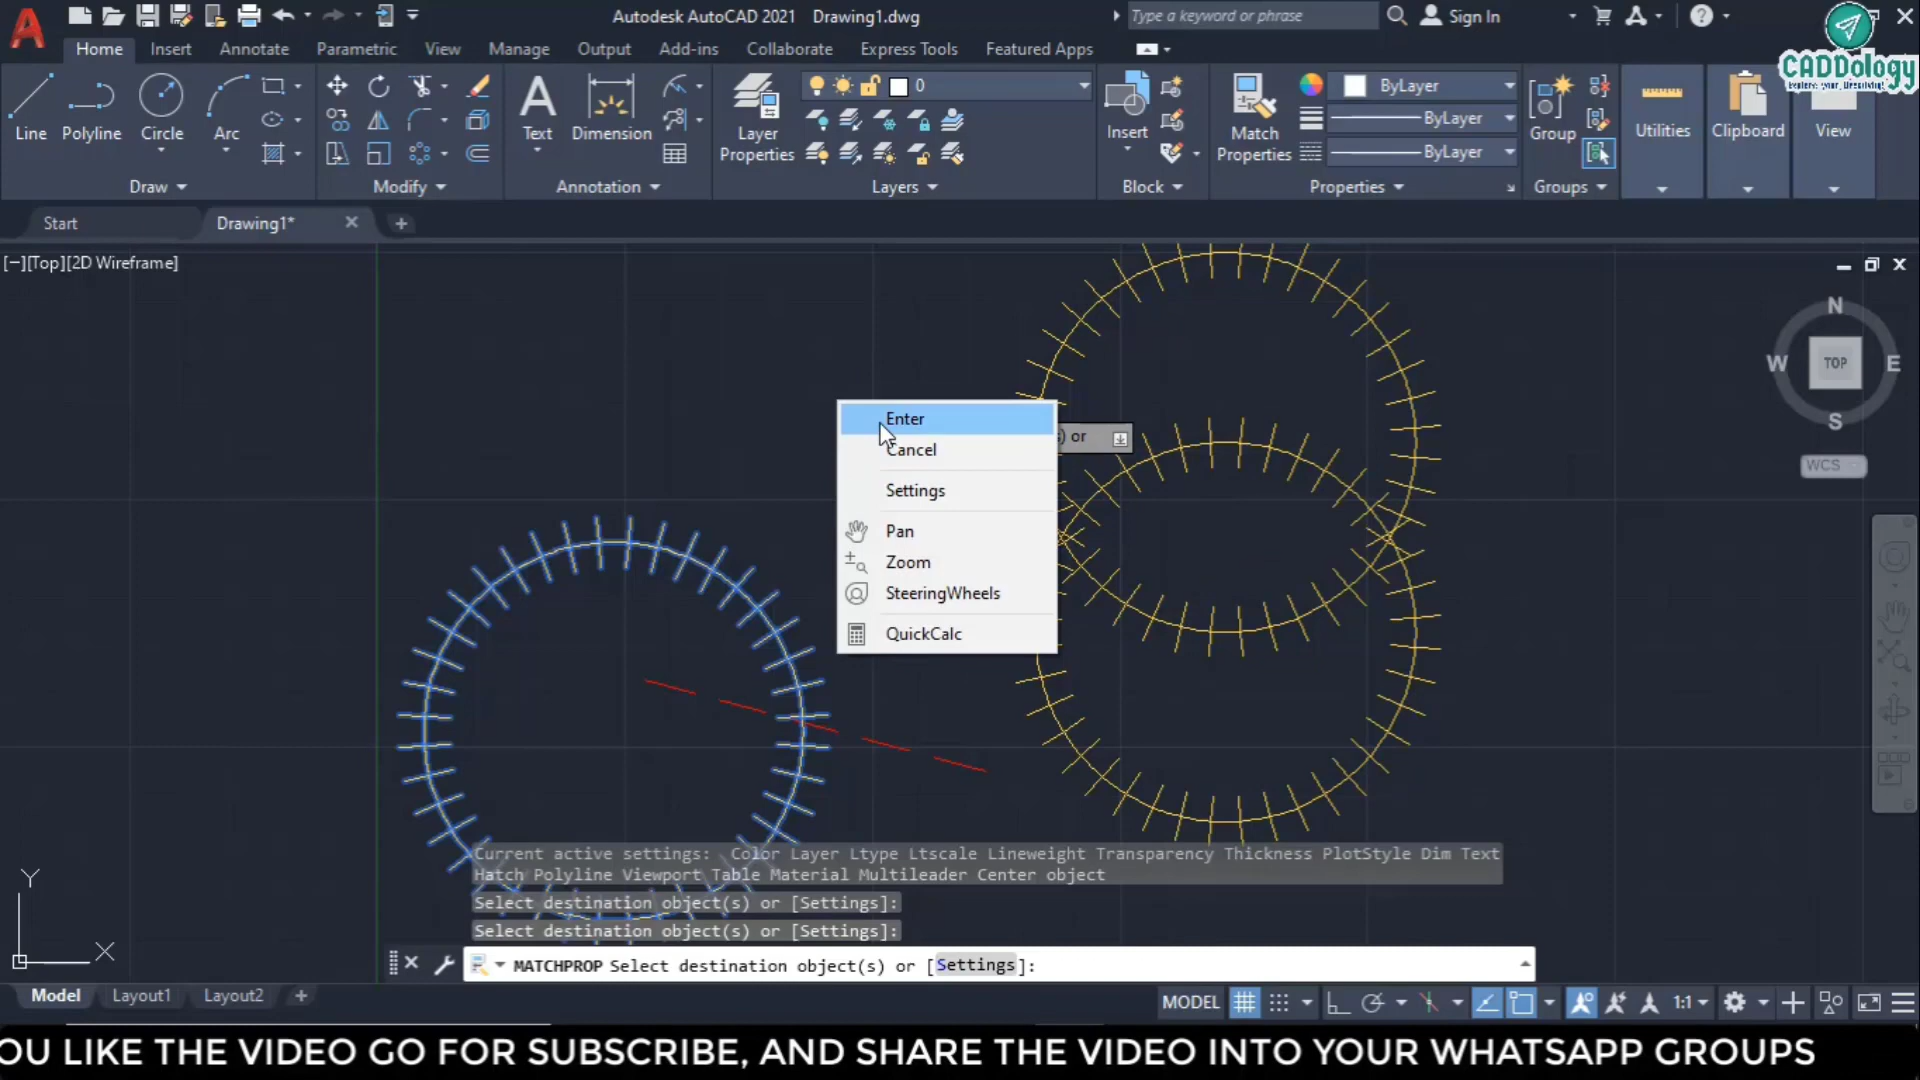 Autodesk AutoCAD 2021 Drawing1.dwg
Type a keyword or phrase
Sign In
CADDology
Home Insert Annotate Parametric View Manage Output Add-ins Collaborate Express Tools Featured Apps
0
ByLayer
Line Polyline Circle Arc
Text Dimension
Layer Properties
Insert
Match Properties
ByLayer
ByLayer
Group
Utilities Clipboard View
Draw Modify Annotation Layers Block Properties Groups
Start Drawing1*
[−][Top][2D Wireframe]
N
W TOP E
S
WCS
Enter
) or
Cancel
Settings
Pan
Zoom
SteeringWheels
QuickCalc
Current active settings: Color Layer Ltype Ltscale Lineweight Transparency Thickness PlotStyle Dim Text
Hatch Polyline Viewport Table Material Multileader Center object
Select destination object(s) or [Settings]:
Select destination object(s) or [Settings]:
MATCHPROP Select destination object(s) or [Settings]:
Y
X
Model Layout1 Layout2
MODEL
1:1
OU LIKE THE VIDEO GO FOR SUBSCRIBE, AND SHARE THE VIDEO INTO YOUR WHATSAPP GROUPS